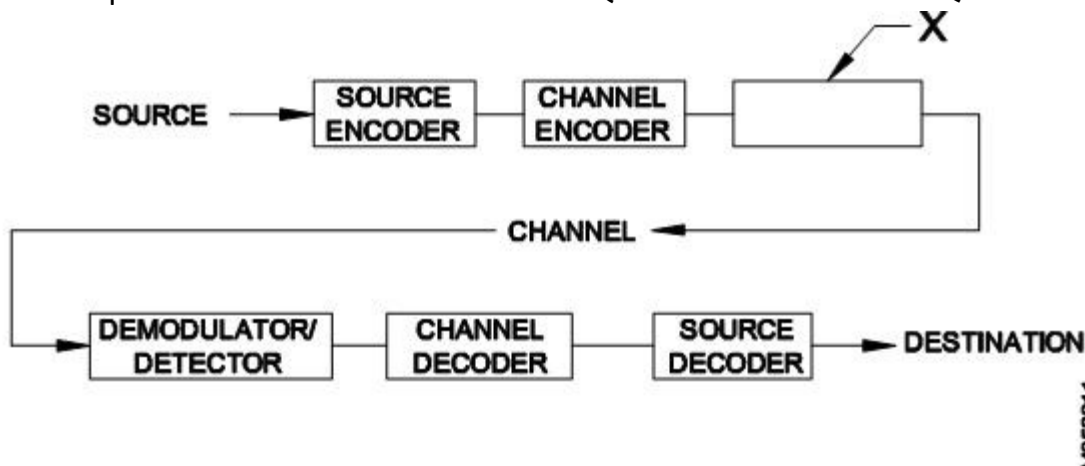 X
SOURCE
SOURCE
ENCODER
CHANNEL
ENCODER
CHANNEL
DEMODULATOR/
DETECTOR
CHANNEL
DECODER
SOURCE
DECODER
DESTINATION